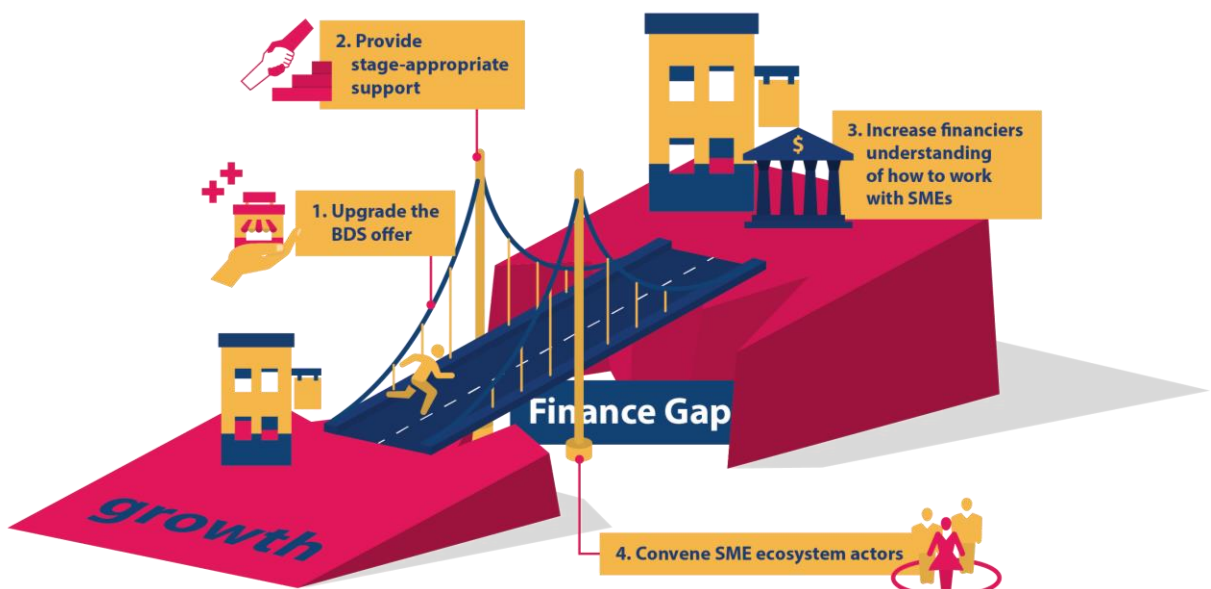 2. Provide
stage-appropriate
support
$
3. Increase financiers
understanding
of how to work
with SMEs
1. Upgrade the
BDS offer
Finance Gap
growth
4. Convene SME ecosystem actors